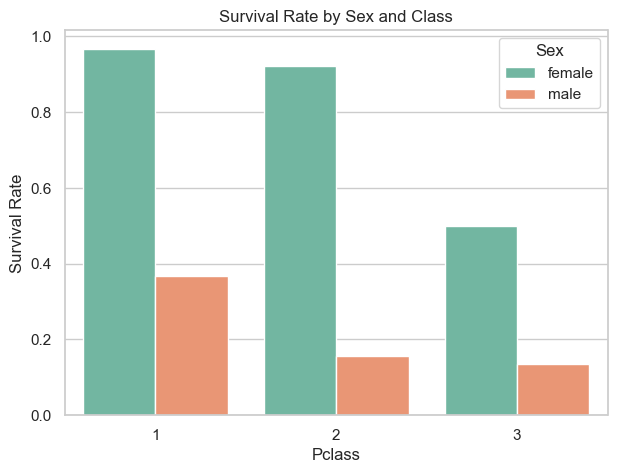 Survival Rate by Sex and Class
1.0
0.8
0.6
0.4
0.2
0.0
Survival Rate
Sex
female
male
1 2 3
Pclass